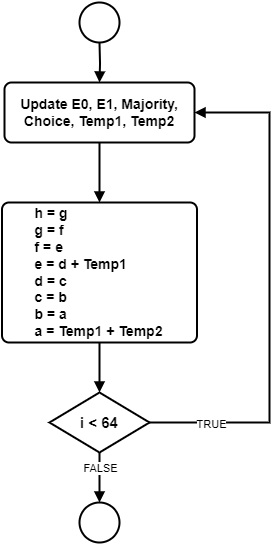 Update E0, E1, Majority,
Choice, Temp1, Temp2
h = g
g = f
f = e
e = d + Temp1
d = c
c = b
b = a
a = Temp1 + Temp2
i < 64
TRUE
FALSE